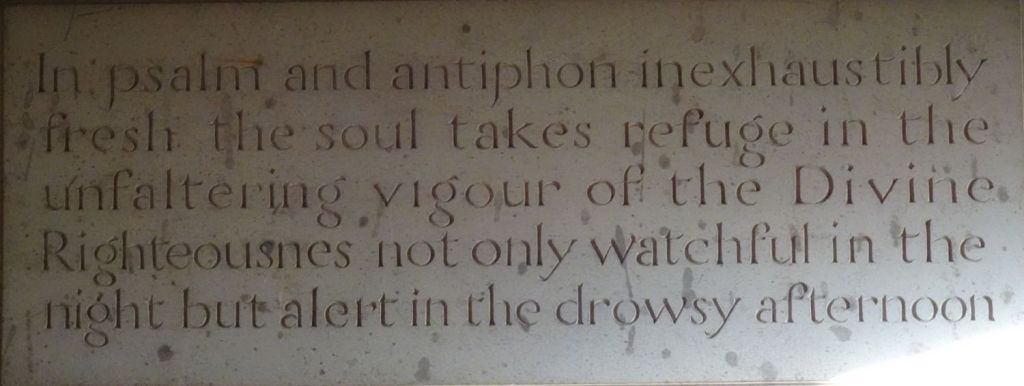 In psalm and antiphon inexhaustibly
fresh the soul takes refuge in the
unfaltering vigour of the Divine
Righteousnes not only watchful in the
night but alert in the drowsy afternoon